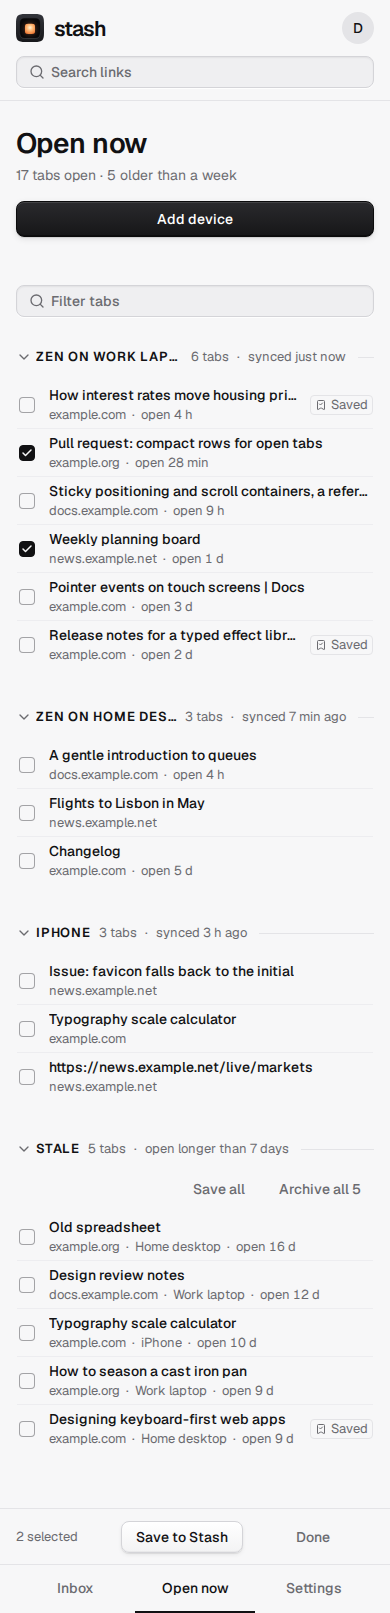 stash
D
Search links
Open now
17 tabs open · 5 older than a week
Add device
Filter tabs
ZEN ON WORK LAP… 6 tabs · synced just now
How interest rates move housing pri…
example.com · open 4 h
Saved
Pull request: compact rows for open tabs
example.org · open 28 min
Sticky positioning and scroll containers, a refer…
docs.example.com · open 9 h
Weekly planning board
news.example.net · open 1 d
Pointer events on touch screens | Docs
example.com · open 3 d
Release notes for a typed effect libr…
example.com · open 2 d
Saved
ZEN ON HOME DES… 3 tabs · synced 7 min ago
A gentle introduction to queues
docs.example.com · open 4 h
Flights to Lisbon in May
news.example.net
Changelog
example.com · open 5 d
IPHONE 3 tabs · synced 3 h ago
Issue: favicon falls back to the initial
news.example.net
Typography scale calculator
example.com
https://news.example.net/live/markets
news.example.net
STALE 5 tabs · open longer than 7 days
Save all Archive all 5
Old spreadsheet
example.org · Home desktop · open 16 d
Design review notes
docs.example.com · Work laptop · open 12 d
Typography scale calculator
example.com · iPhone · open 10 d
How to season a cast iron pan
example.org · Work laptop · open 9 d
Designing keyboard-first web apps
example.com · Home desktop · open 9 d
Saved
2 selected Save to Stash Done
Inbox Open now Settings